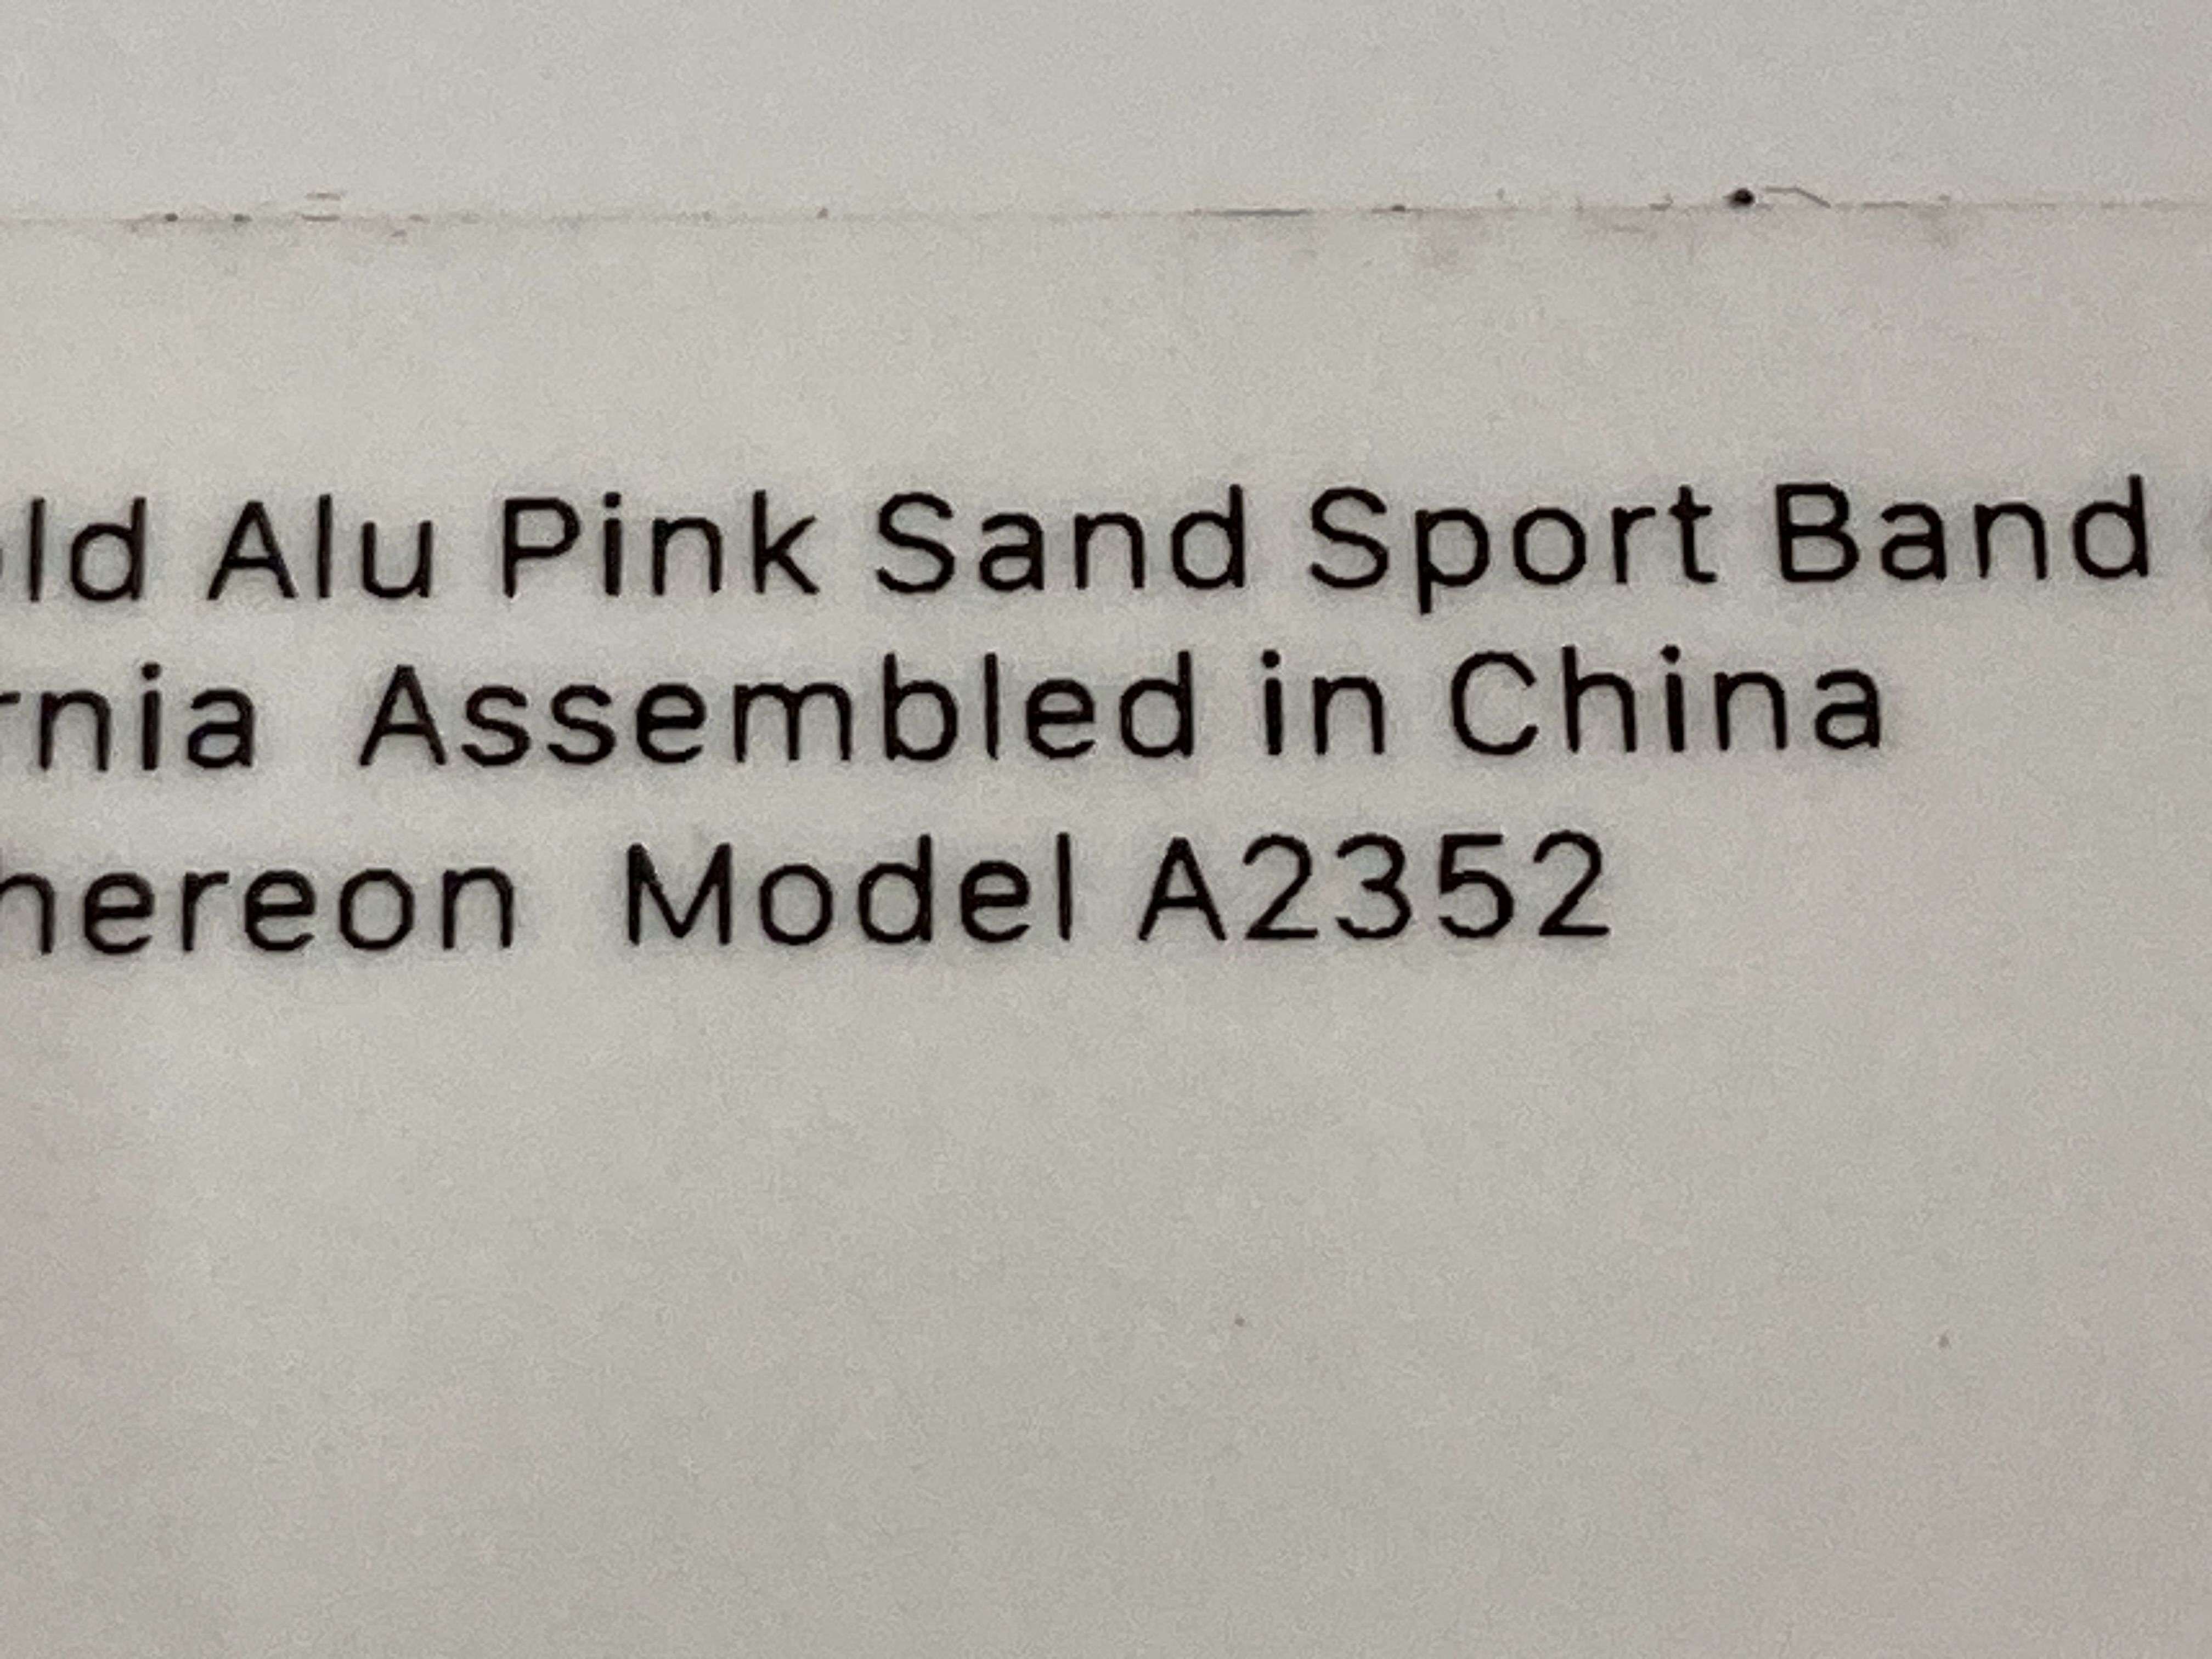 ld Alu Pink Sand Sport Band
rnia Assembled in China
hereon Model A2352